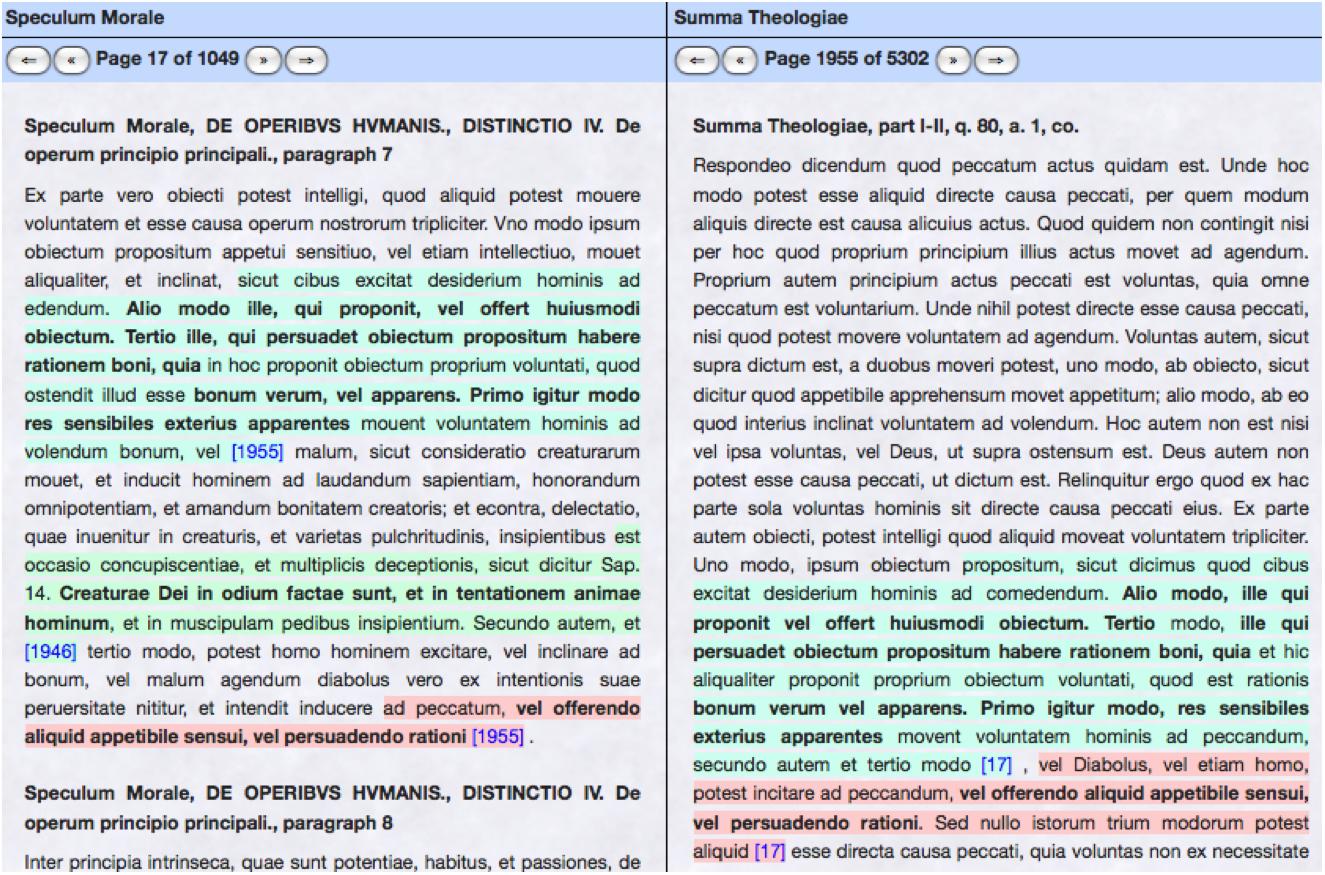 Speculum Morale
⇐ « Page 17 of 1049 » ⇒
Speculum Morale, DE OPERIBVS HVMANIS., DISTINCTIO IV. De
operum principio principali., paragraph 7
Ex parte vero obiecti potest intelligi, quod aliquid potest mouere
voluntatem et esse causa operum nostrorum tripliciter. Vno modo ipsum
obiectum propositum appetui sensitiuo, vel etiam intellectiuo, mouet
aliqualiter, et inclinat, sicut cibus excitat desiderium hominis ad
edendum. Alio modo ille, qui proponit, vel offert huiusmodi
obiectum. Tertio ille, qui persuadet obiectum propositum habere
rationem boni, quia in hoc proponit obiectum proprium voluntati, quod
ostendit illud esse bonum verum, vel apparens. Primo igitur modo
res sensibiles exterius apparentes mouent voluntatem hominis ad
volendum bonum, vel [1955] malum, sicut consideratio creaturarum
mouet, et inducit hominem ad laudandum sapientiam, honorandum
omnipotentiam, et amandum bonitatem creatoris; et econtra, delectatio,
quae inuenitur in creaturis, et varietas pulchritudinis, insipientibus est
occasio concupiscentiae, et multiplicis deceptionis, sicut dicitur Sap.
14. Creaturae Dei in odium factae sunt, et in tentationem animae
hominum, et in muscipulam pedibus insipientium. Secundo autem, et
[1946] tertio modo, potest homo hominem excitare, vel inclinare ad
bonum, vel malum agendum diabolus vero ex intentionis suae
peruersitate nititur, et intendit inducere ad peccatum, vel offerendo
aliquid appetibile sensui, vel persuadendo rationi [1955] .
Speculum Morale, DE OPERIBVS HVMANIS., DISTINCTIO IV. De
operum principio principali., paragraph 8
Inter principia intrinseca, quae sunt potentiae, habitus, et passiones, de
Summa Theologiae
⇐ « Page 1955 of 5302 » ⇒
Summa Theologiae, part I-II, q. 80, a. 1, co.
Respondeo dicendum quod peccatum actus quidam est. Unde hoc
modo potest esse aliquid directe causa peccati, per quem modum
aliquis directe est causa alicuius actus. Quod quidem non contingit nisi
per hoc quod proprium principium illius actus movet ad agendum.
Proprium autem principium actus peccati est voluntas, quia omne
peccatum est voluntarium. Unde nihil potest directe esse causa peccati,
nisi quod potest movere voluntatem ad agendum. Voluntas autem, sicut
supra dictum est, a duobus moveri potest, uno modo, ab obiecto, sicut
dicitur quod appetibile apprehensum movet appetitum; alio modo, ab eo
quod interius inclinat voluntatem ad volendum. Hoc autem non est nisi
vel ipsa voluntas, vel Deus, ut supra ostensum est. Deus autem non
potest esse causa peccati, ut dictum est. Relinquitur ergo quod ex hac
parte sola voluntas hominis sit directe causa peccati eius. Ex parte
autem obiecti, potest intelligi quod aliquid moveat voluntatem tripliciter.
Uno modo, ipsum obiectum propositum, sicut dicimus quod cibus
excitat desiderium hominis ad comedendum. Alio modo, ille qui
proponit vel offert huiusmodi obiectum. Tertio modo, ille qui
persuadet obiectum propositum habere rationem boni, quia et hic
aliqualiter proponit proprium obiectum voluntati, quod est rationis
bonum verum vel apparens. Primo igitur modo, res sensibiles
exterius apparentes movent voluntatem hominis ad peccandum,
secundo autem et tertio modo [17] , vel Diabolus, vel etiam homo,
potest incitare ad peccandum, vel offerendo aliquid appetibile sensui,
vel persuadendo rationi. Sed nullo istorum trium modorum potest
aliquid [17] esse directa causa peccati, quia voluntas non ex necessitate